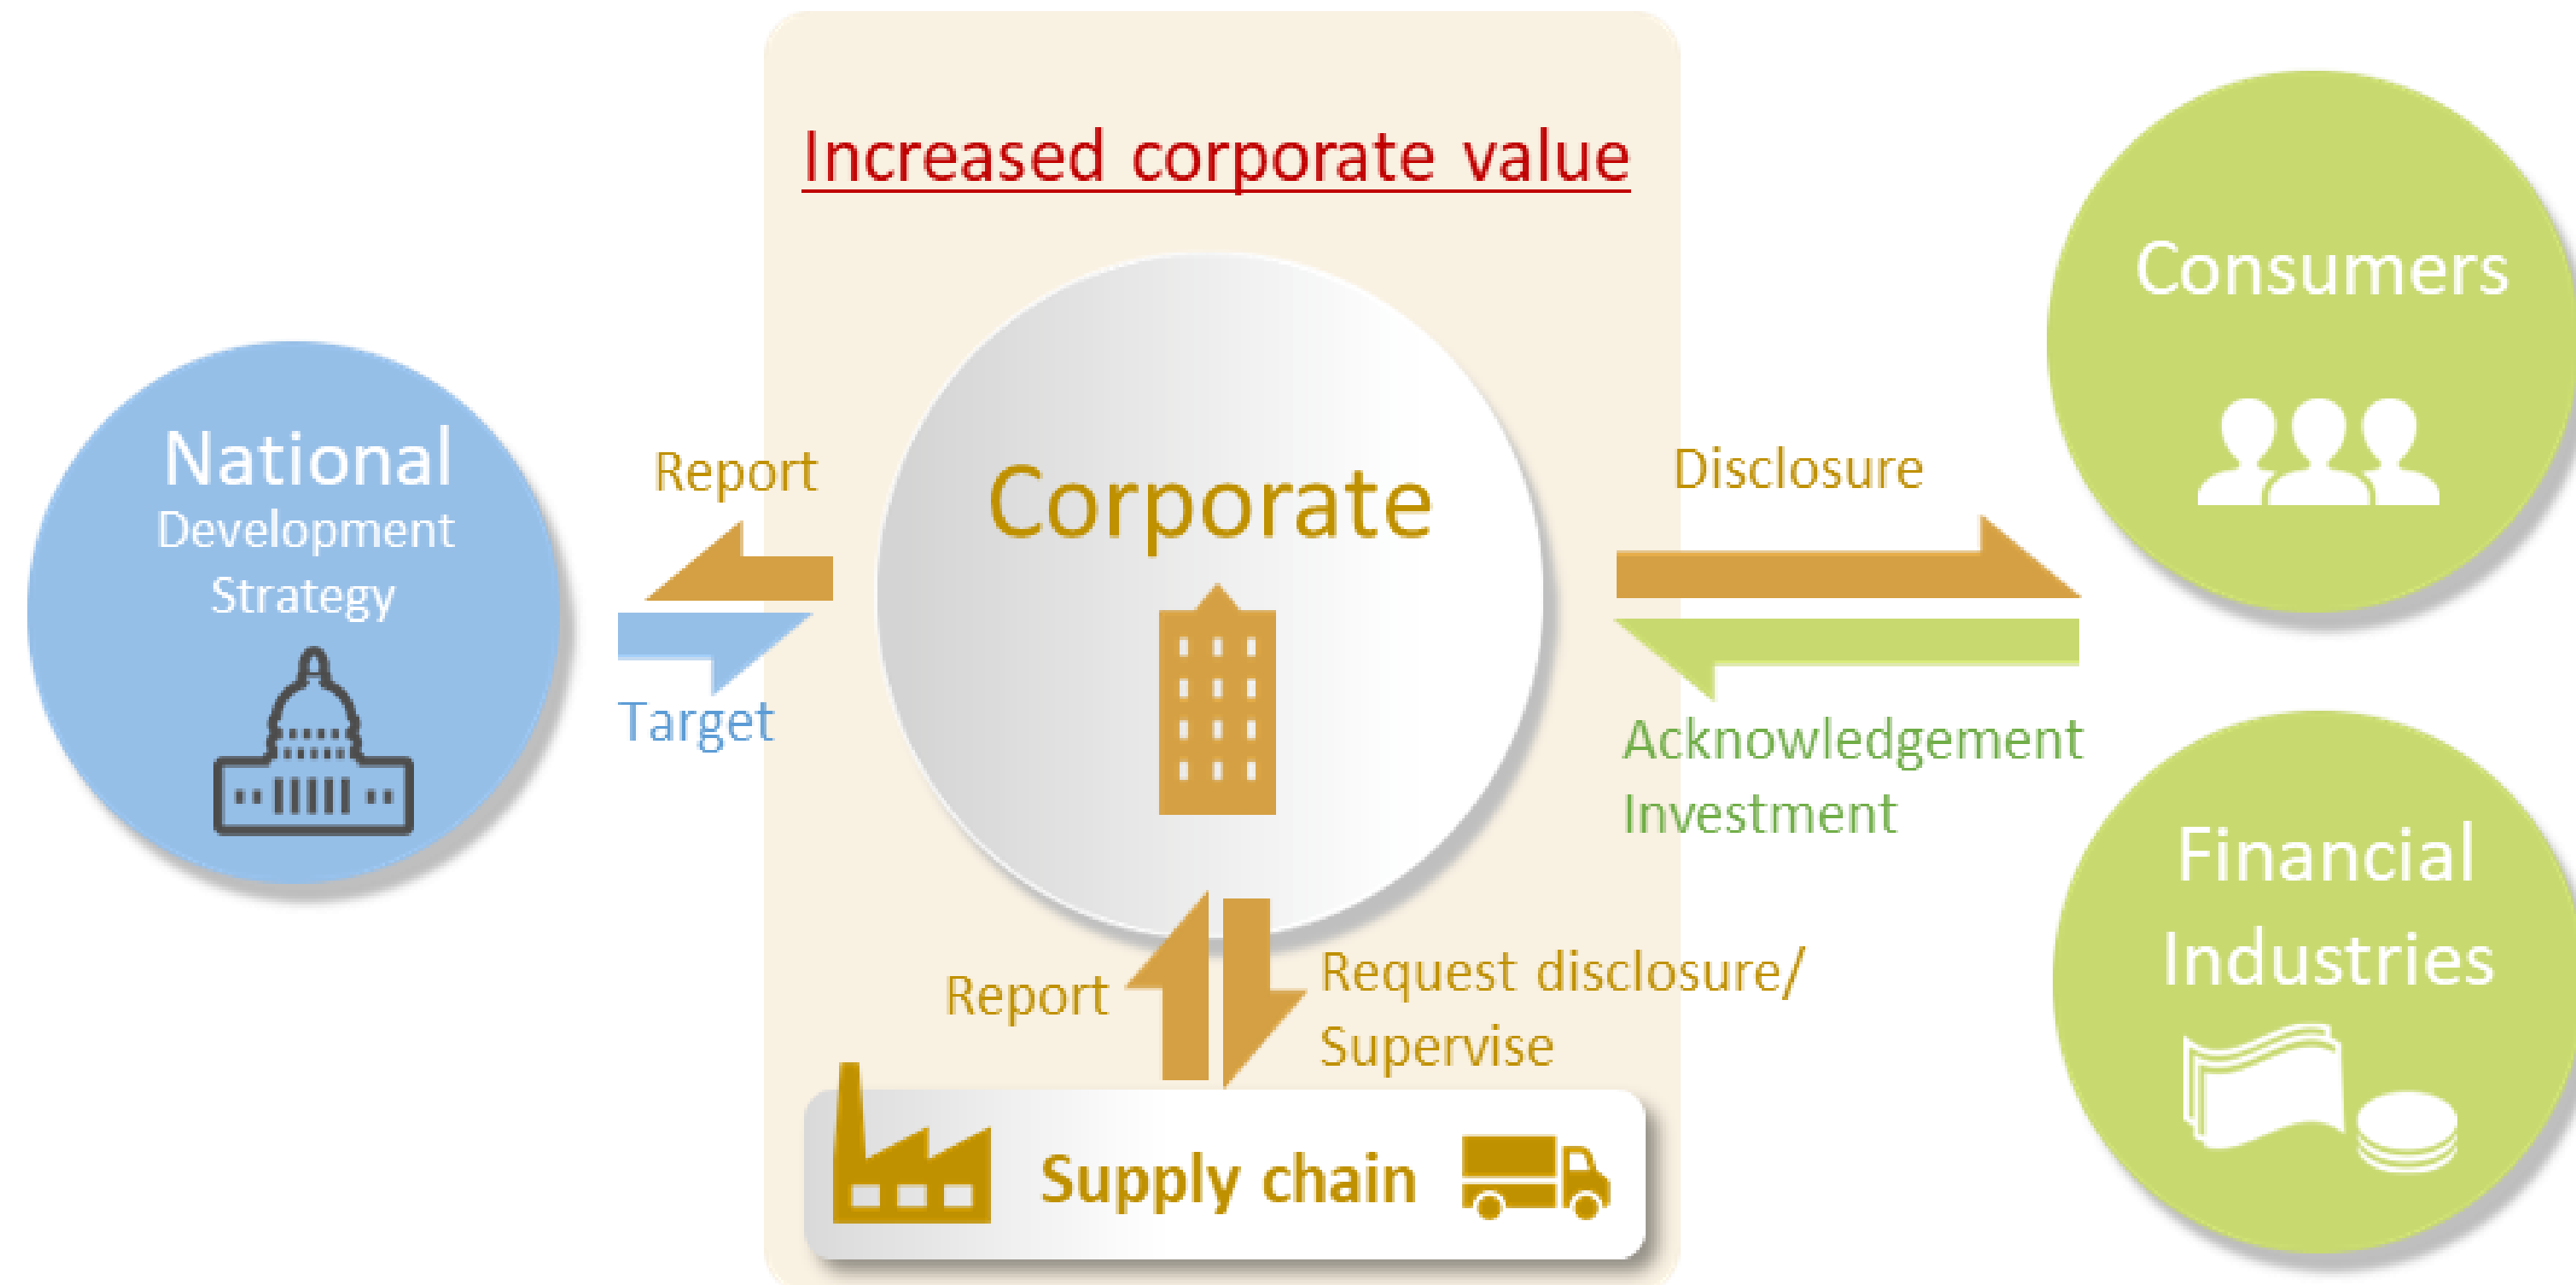 Increased corporate value
National
Development
Strategy
Report
Target
Corporate
Disclosure
Acknowledgement
Investment
Consumers
Financial
Industries
Report
Request disclosure/
Supervise
Supply chain